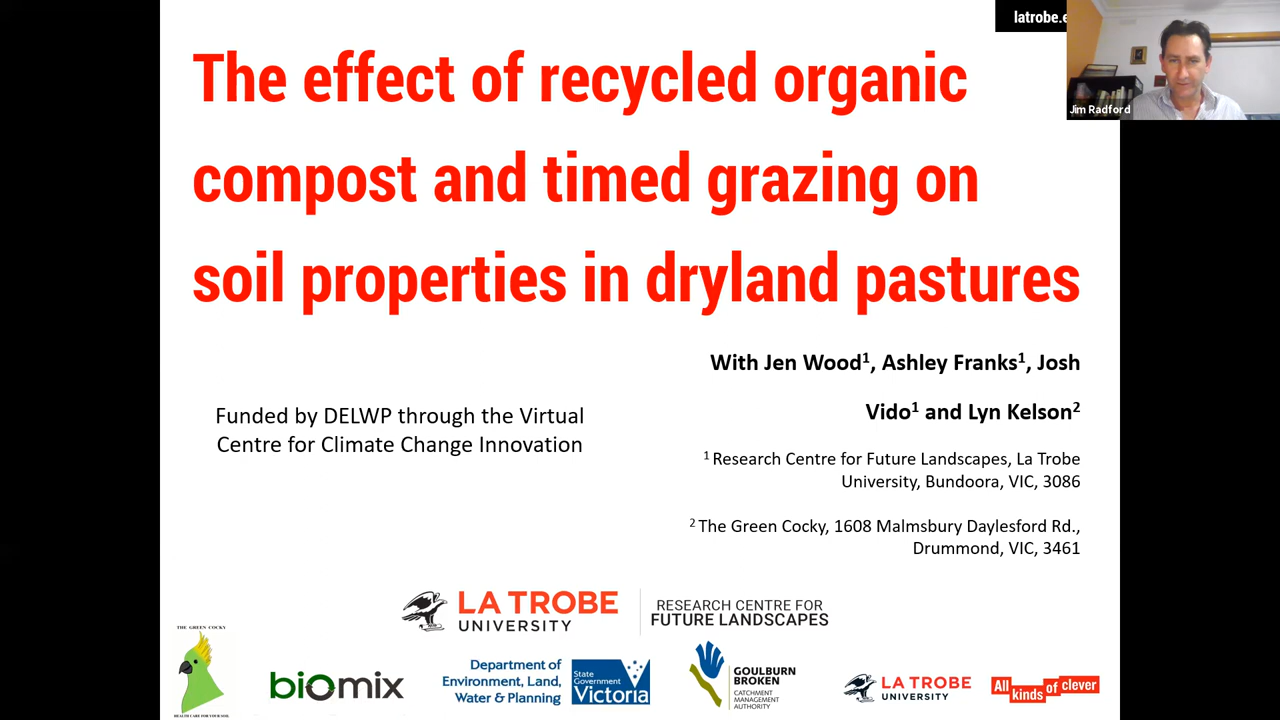 latrobe.e
Jim Radford
The effect of recycled organic
compost and timed grazing on
soil properties in dryland pastures
With Jen Wood¹, Ashley Franks¹, Josh
Vido¹ and Lyn Kelson²
Funded by DELWP through the Virtual
Centre for Climate Change Innovation
¹ Research Centre for Future Landscapes, La Trobe
University, Bundoora, VIC, 3086
² The Green Cocky, 1608 Malmsbury Daylesford Rd.,
Drummond, VIC, 3461
LA TROBE
UNIVERSITY
RESEARCH CENTRE FOR
FUTURE LANDSCAPES
THE GREEN COCKY
HEALTH CARE FOR YOUR SOIL
biomix
Department of
Environment, Land,
Water & Planning
State
Government
Victoria
GOULBURN
BROKEN
CATCHMENT
MANAGEMENT
AUTHORITY
LA TROBE
UNIVERSITY
All kinds of clever